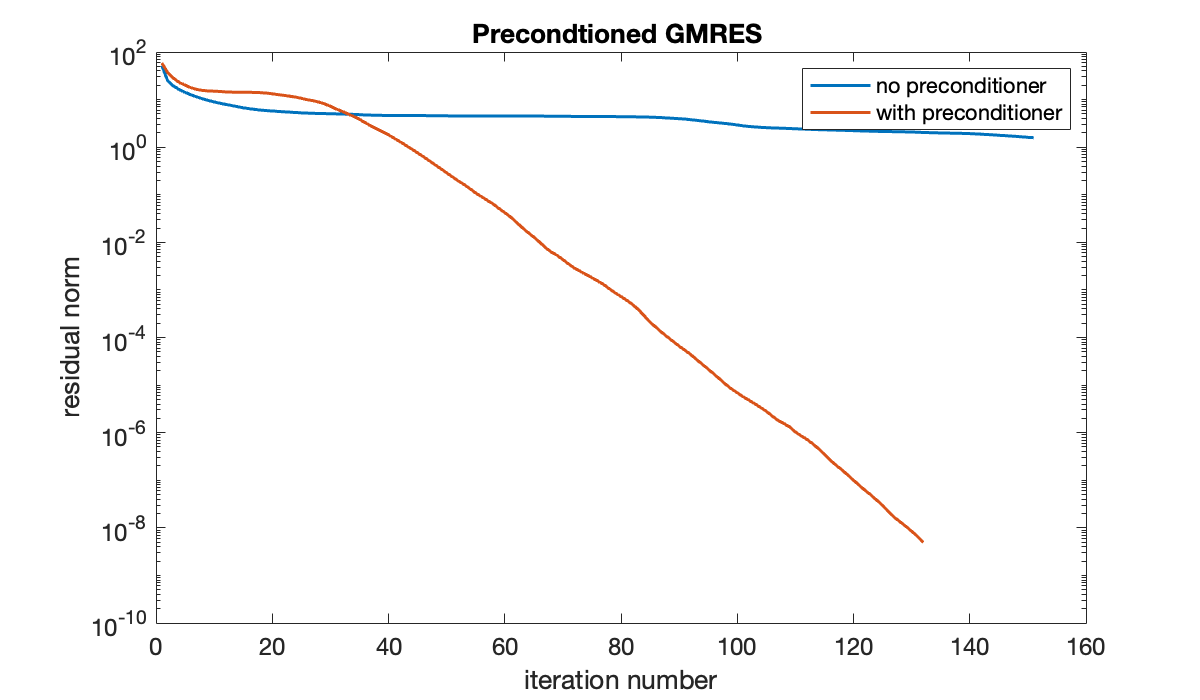 Precondtioned GMRES
no preconditioner
with preconditioner
10^2
10^0
10^-2
10^-4
10^-6
10^-8
10^-10
residual norm
0 20 40 60 80 100 120 140 160
iteration number